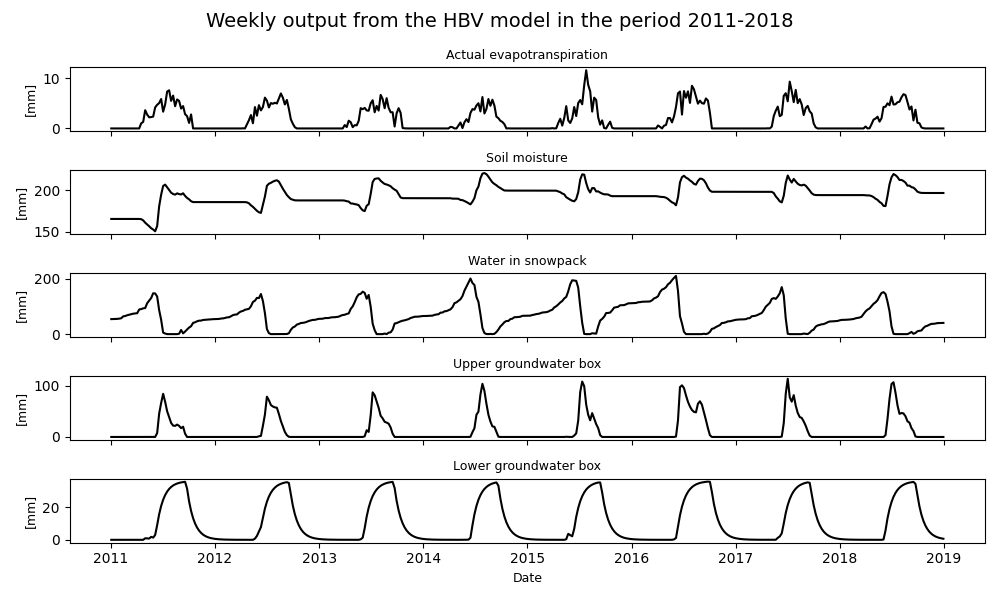 Weekly output from the HBV model in the period 2011-2018
Actual evapotranspiration
10
0
[mm]
Soil moisture
200
150
[mm]
Water in snowpack
200
0
[mm]
Upper groundwater box
100
0
[mm]
Lower groundwater box
20
0
[mm]
2011 2012 2013 2014 2015 2016 2017 2018 2019
Date